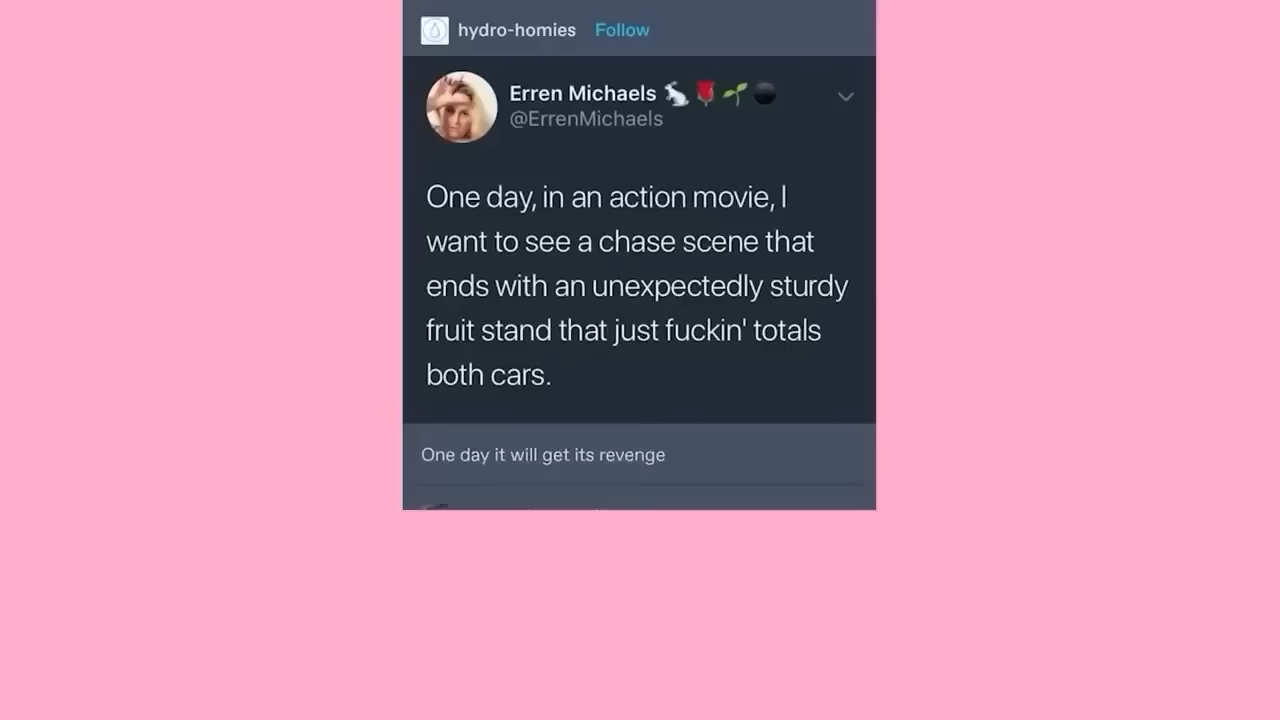 hydro-homies Follow
Erren Michaels 🐇🌹🌱⚫
@ErrenMichaels
One day, in an action movie, I
want to see a chase scene that
ends with an unexpectedly sturdy
fruit stand that just fuckin' totals
both cars.
One day it will get its revenge